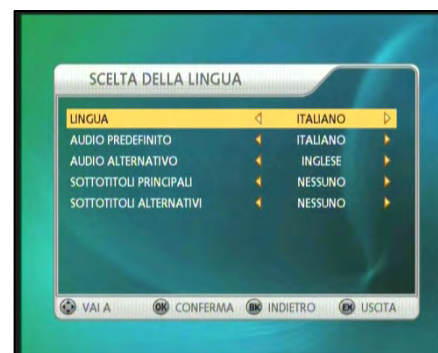 SCELTA DELLA LINGUA
LINGUA ITALIANO
AUDIO PREDEFINITO ITALIANO
AUDIO ALTERNATIVO INGLESE
SOTTOTITOLI PRINCIPALI NESSUNO
SOTTOTITOLI ALTERNATIVI NESSUNO
VAI A OK CONFERMA BK INDIETRO EX USCITA